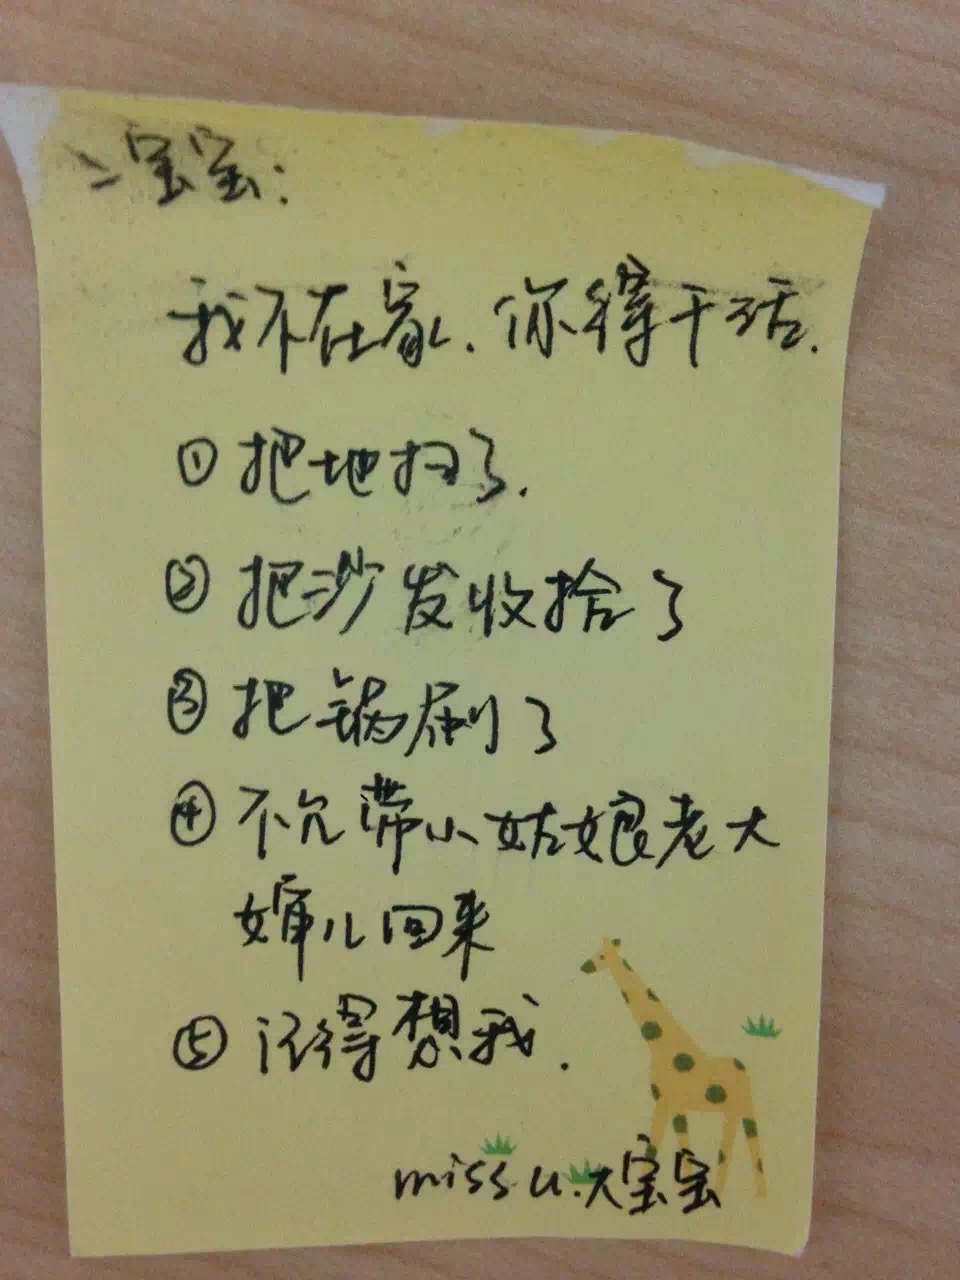 二宝宝:
我不在家.你得干活.
①把地扫了.
②把沙发收拾了
③把锅刷了
④不允带小姑娘老大
婶儿回来
⑤记得想我.
miss u.大宝宝